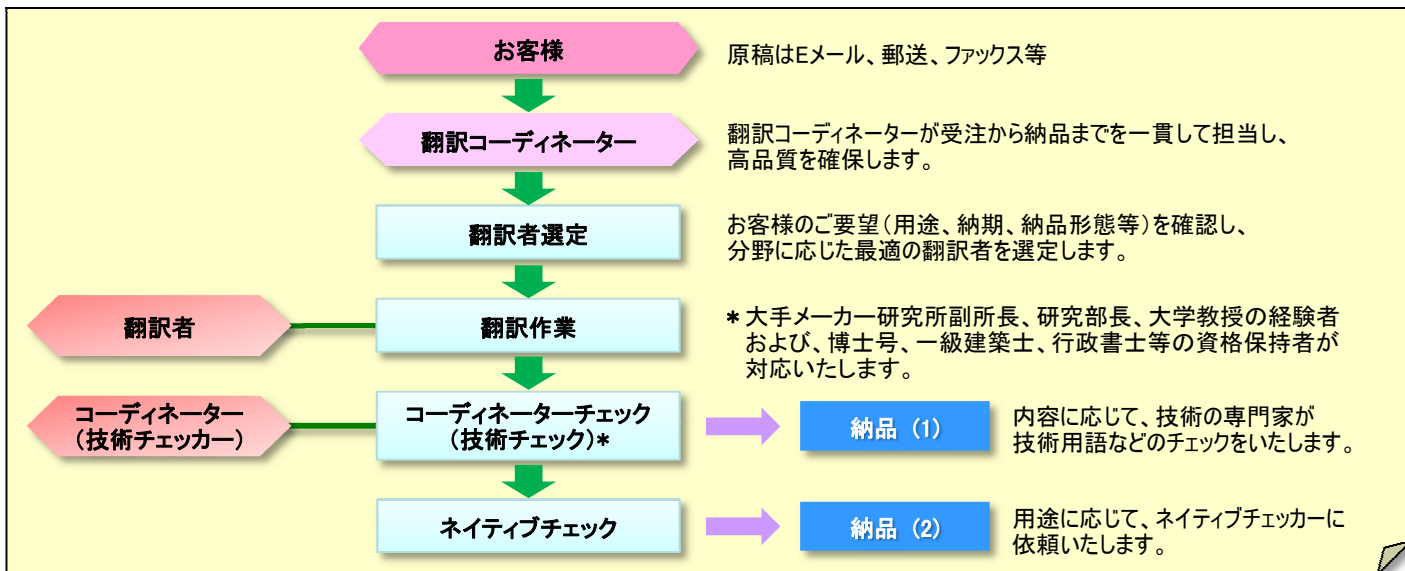 お客様
原稿はEメール、郵送、ファックス等
翻訳コーディネーター
翻訳コーディネーターが受注から納品までを一貫して担当し、
高品質を確保します。
翻訳者選定
お客様のご要望(用途、納期、納品形態等)を確認し、
分野に応じた最適の翻訳者を選定します。
翻訳者
翻訳作業
* 大手メーカー研究所副所長、研究部長、大学教授の経験者
および、博士号、一級建築士、行政書士等の資格保持者が
対応いたします。
コーディネーター
(技術チェッカー)
コーディネーターチェック
(技術チェック)*
納品 (1)
内容に応じて、技術の専門家が
技術用語などのチェックをいたします。
ネイティブチェック
納品 (2)
用途に応じて、ネイティブチェッカーに
依頼いたします。